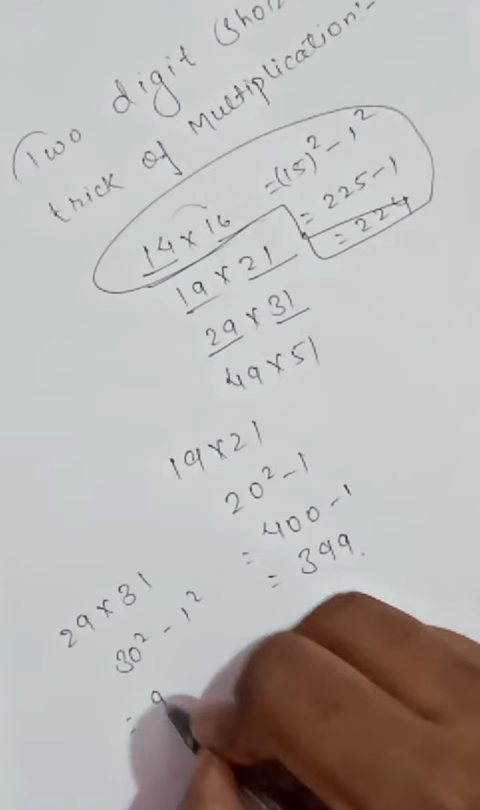 Two digit (Short
trick of Multiplication:-
14 x 16 = (15)² - 1²
= 225 - 1
= 224
19 x 21
29 x 31
49 x 51
19 x 21
20² - 1
= 400 - 1
= 399.
29 x 31
30² - 1²
= 9